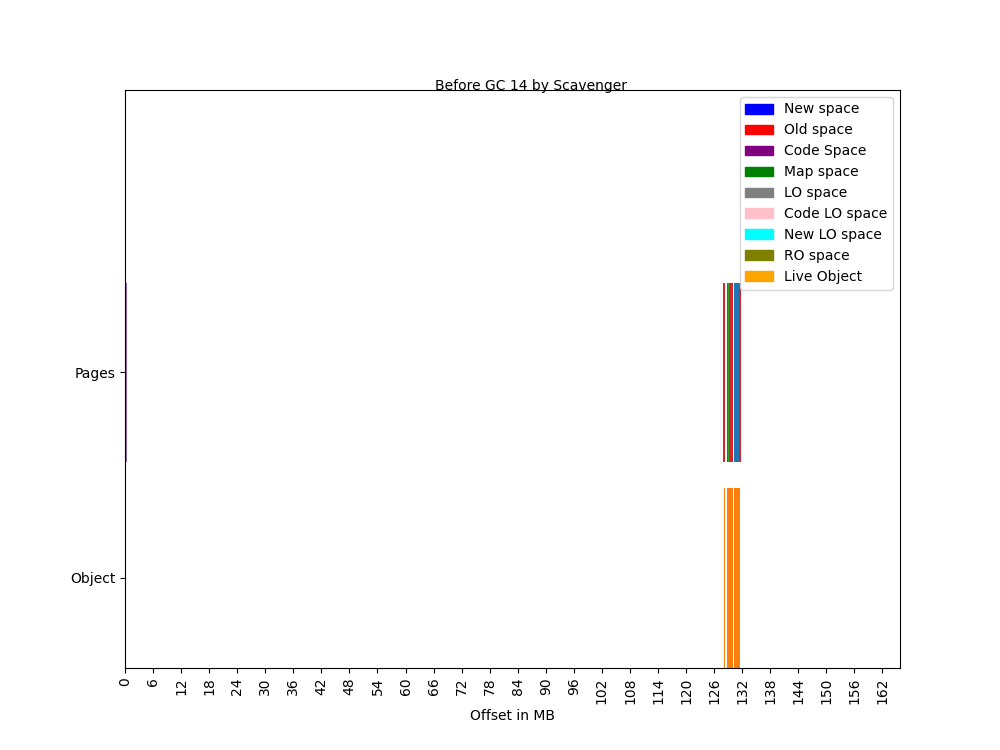 Before GC 14 by Scavenger
New space
Old space
Code Space
Map space
LO space
Code LO space
New LO space
RO space
Live Object
Pages
Object
0 6 12 18 24 30 36 42 48 54 60 66 72 78 84 90 96 102 108 114 120 126 132 138 144 150 156 162
Offset in MB